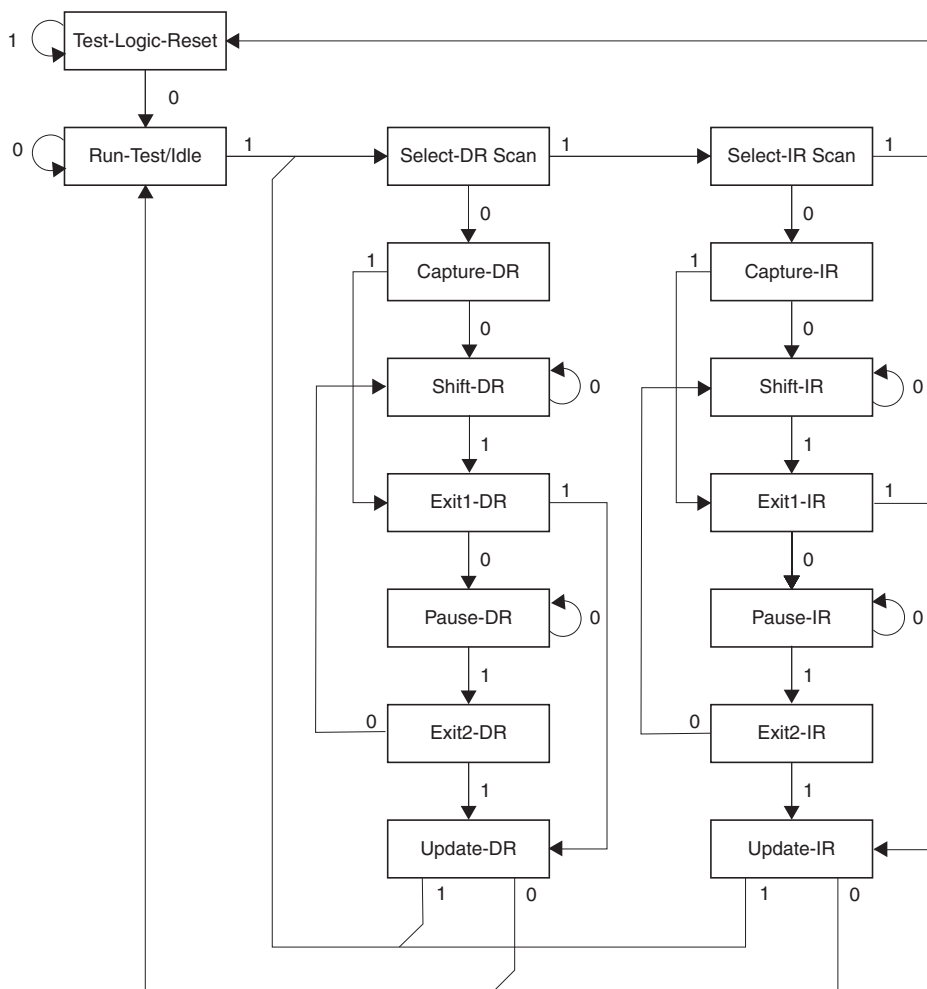 1 Test-Logic-Reset
0
0 Run-Test/Idle 1 Select-DR Scan 1 Select-IR Scan 1
0 0
1 Capture-DR 1 Capture-IR
0 0
Shift-DR 0 Shift-IR 0
1 1
Exit1-DR 1 Exit1-IR 1
0 0
Pause-DR 0 Pause-IR 0
1 1
0 Exit2-DR 0 Exit2-IR
1 1
Update-DR Update-IR
1 0 1 0